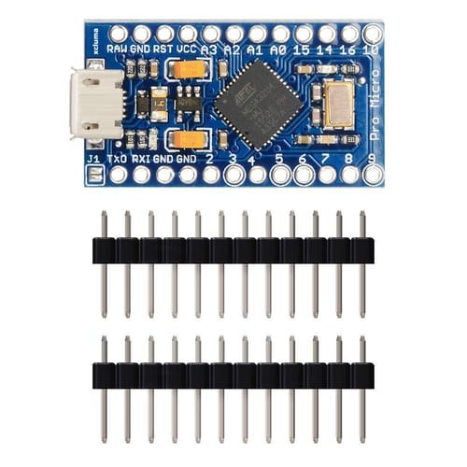 xduma
RAW GND RST VCC A3 A2 A1 A0 15 14 16 10
Pro Micro
J1 TXO RXI GND GND 2 3 4 5 6 7 8 9